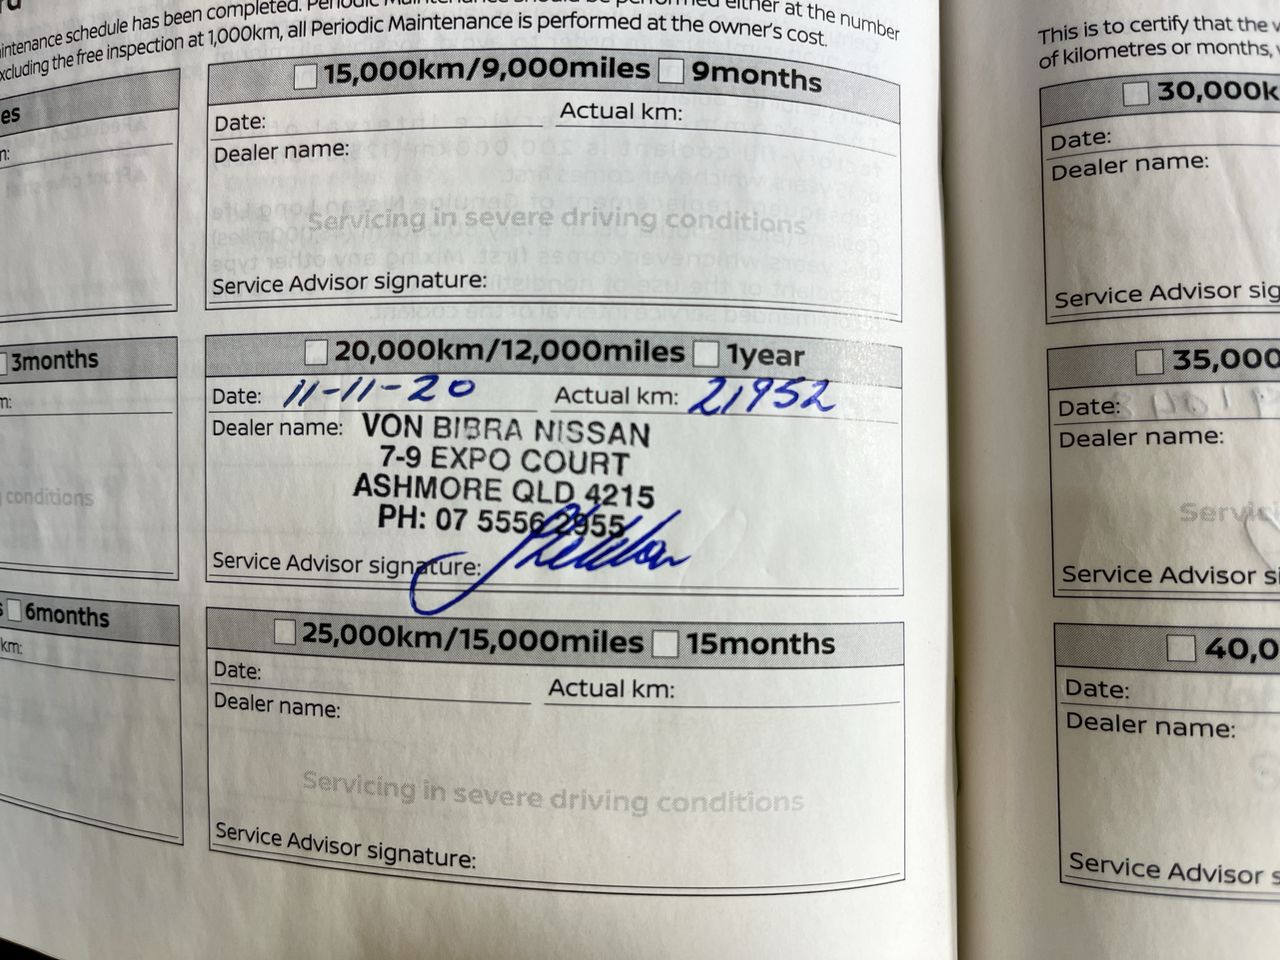 intenance schedule has been completed. Periodic Maintenance should be performed either at the number
xcluding the free inspection at 1,000km, all Periodic Maintenance is performed at the owner's cost.
es
m:
15,000km/9,000miles 9months
Date: Actual km:
Dealer name:
Servicing in severe driving conditions
Service Advisor signature:
3months
m:
conditions
20,000km/12,000miles 1year
Date: 11-11-20 Actual km: 21952
Dealer name: VON BIBRA NISSAN
7-9 EXPO COURT
ASHMORE QLD 4215
PH: 07 5556 2955
Service Advisor signature:
s 6months
km:
25,000km/15,000miles 15months
Date: Actual km:
Dealer name:
Servicing in severe driving conditions
Service Advisor signature:
This is to certify that the v
of kilometres or months, w
30,000k
Date:
Dealer name:
Service Advisor sig
35,000
Date:
Dealer name:
Servic
Service Advisor si
40,0
Date:
Dealer name:
S
Service Advisor s